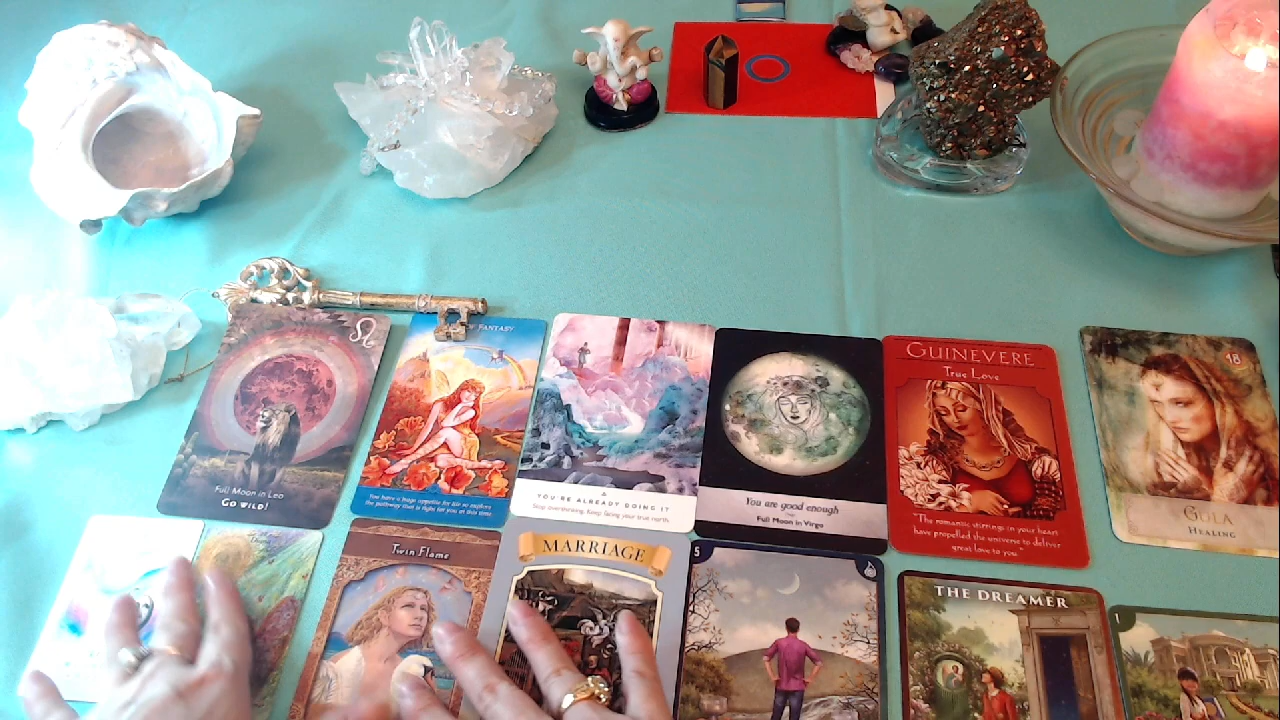 Full Moon in Leo
GO WILD!
FANTASY
You have a huge appetite for life so explore
the pathway that is right for you at this time.
YOU'RE ALREADY DOING IT
Stop overthinking. Keep facing your true north.
You are good enough
Full Moon in Virgo
GUINEVERE
True Love
"The romantic stirrings in your heart
have propelled the universe to deliver
great love to you."
18
GULA
HEALING
Twin Flame
MARRIAGE
5
THE DREAMER
1